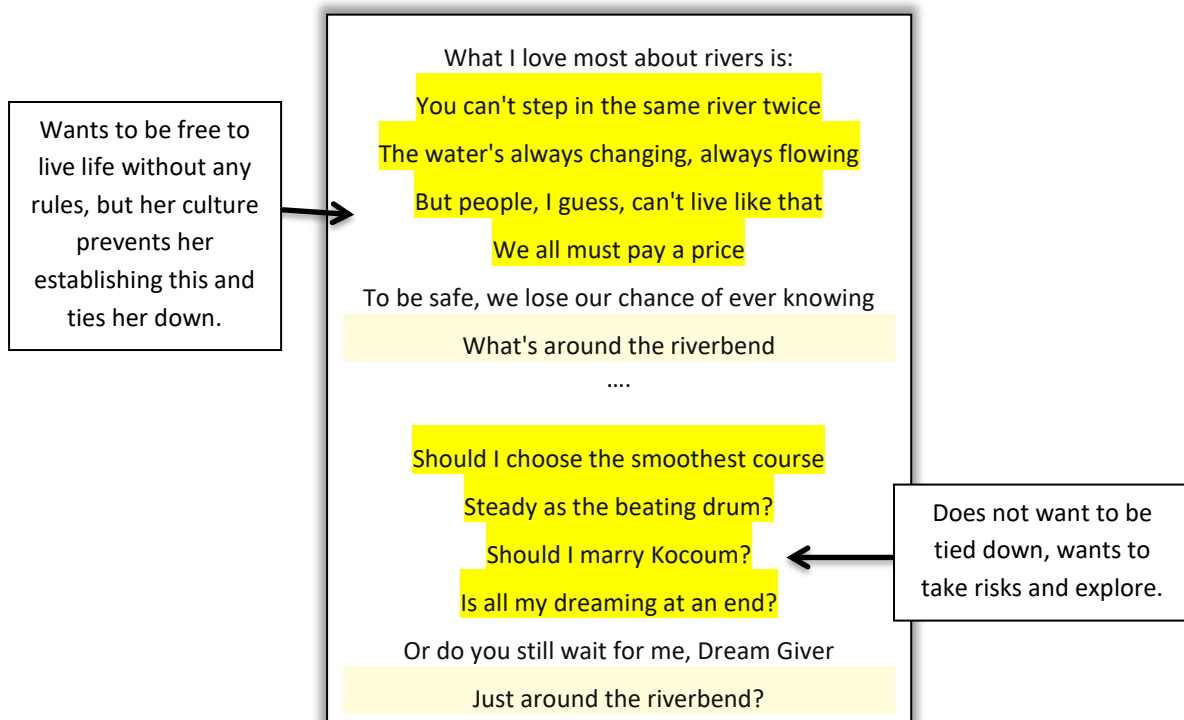 What I love most about rivers is:
You can't step in the same river twice
The water's always changing, always flowing
But people, I guess, can't live like that
We all must pay a price
To be safe, we lose our chance of ever knowing
What's around the riverbend
....
Should I choose the smoothest course
Steady as the beating drum?
Should I marry Kocoum?
Is all my dreaming at an end?
Or do you still wait for me, Dream Giver
Just around the riverbend?
Wants to be free to
live life without any
rules, but her culture
prevents her
establishing this and
ties her down.
Does not want to be
tied down, wants to
take risks and explore.